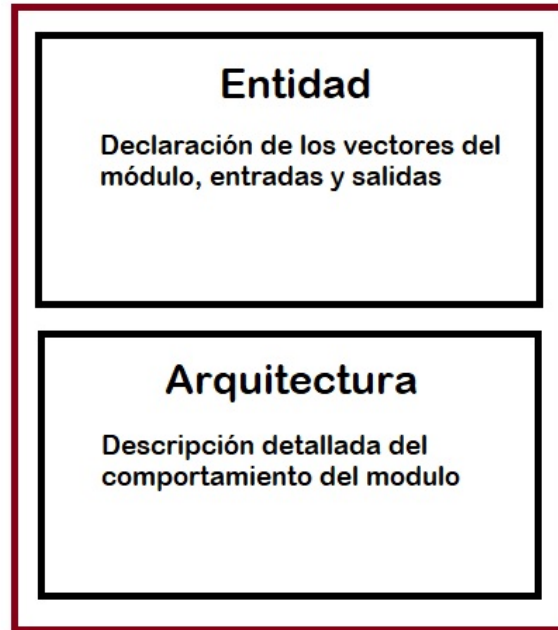 Entidad
Declaración de los vectores del
módulo, entradas y salidas
Arquitectura
Descripción detallada del
comportamiento del modulo